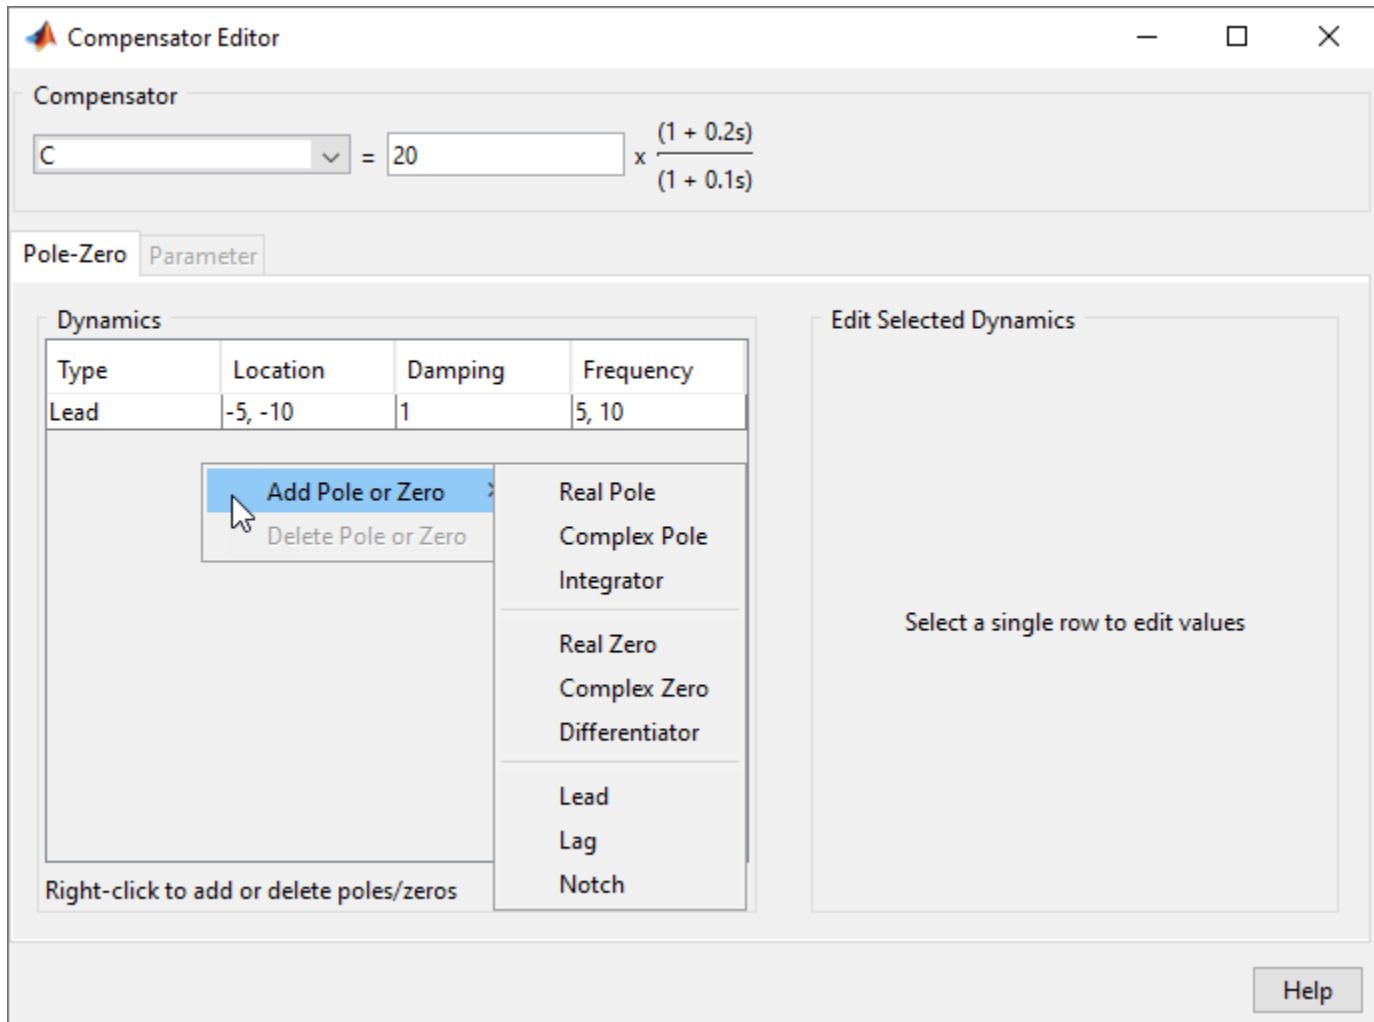 Compensator Editor
Compensator
C = 20 x (1 + 0.2s)
(1 + 0.1s)
Pole-Zero Parameter
Dynamics
Type Location Damping Frequency
Lead -5, -10 1 5, 10
Add Pole or Zero
Delete Pole or Zero
Real Pole
Complex Pole
Integrator
Real Zero
Complex Zero
Differentiator
Lead
Lag
Notch
Right-click to add or delete poles/zeros
Edit Selected Dynamics
Select a single row to edit values
Help